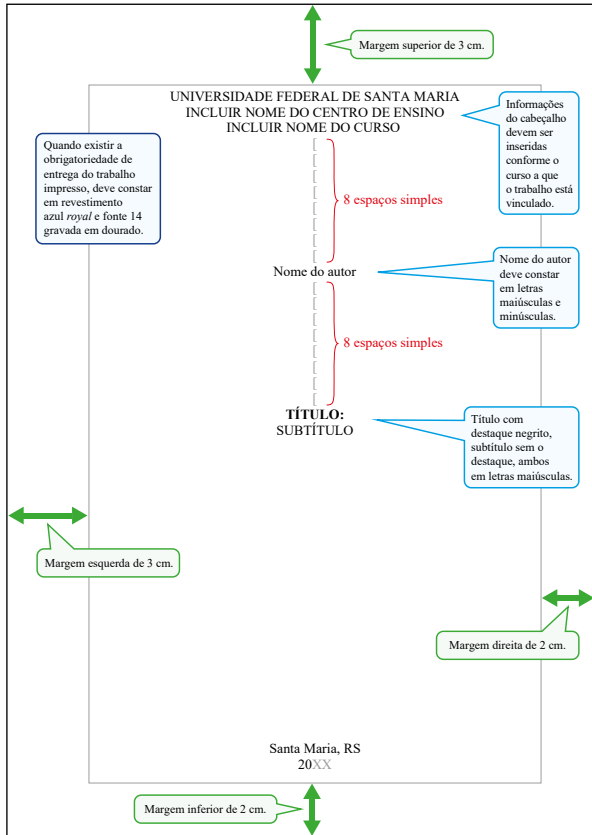 Margem superior de 3 cm.
UNIVERSIDADE FEDERAL DE SANTA MARIA
INCLUIR NOME DO CENTRO DE ENSINO
INCLUIR NOME DO CURSO
Informações
do cabeçalho
devem ser
inseridas
conforme o
curso a que
o trabalho está
vinculado.
Quando existir a
obrigatoriedade de
entrega do trabalho
impresso, deve constar
em revestimento
azul royal e fonte 14
gravada em dourado.
8 espaços simples
Nome do autor
Nome do autor
deve constar
em letras
maiúsculas e
minúsculas.
8 espaços simples
TÍTULO:
SUBTÍTULO
Título com
destaque negrito,
subtítulo sem o
destaque, ambos
em letras maiúsculas.
Margem esquerda de 3 cm.
Margem direita de 2 cm.
Santa Maria, RS
20XX
Margem inferior de 2 cm.